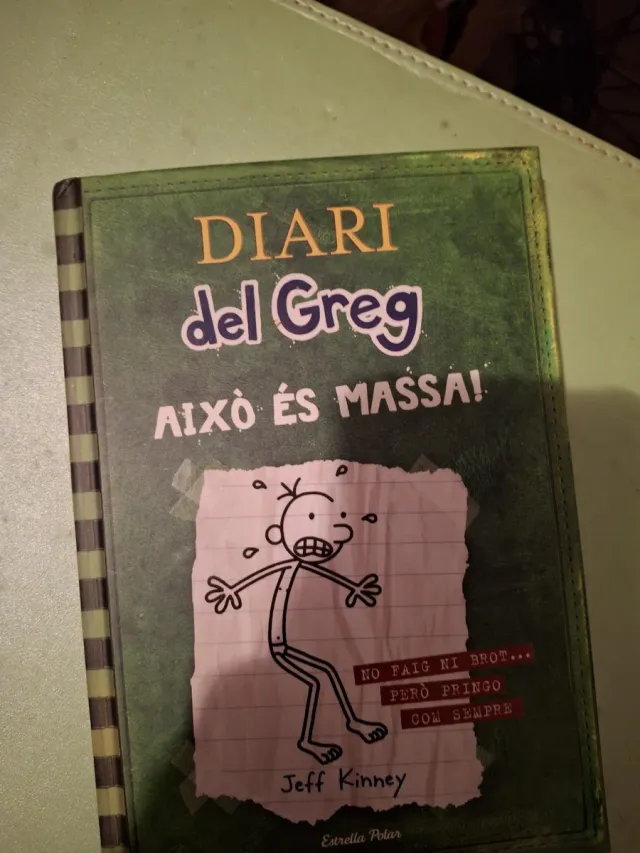 DIARI
del Greg
AIXÒ ÉS MASSA!
NO FAIG NI BROT...
PERÒ PRINGO
COM SEMPRE
Jeff Kinney
Estrella Polar